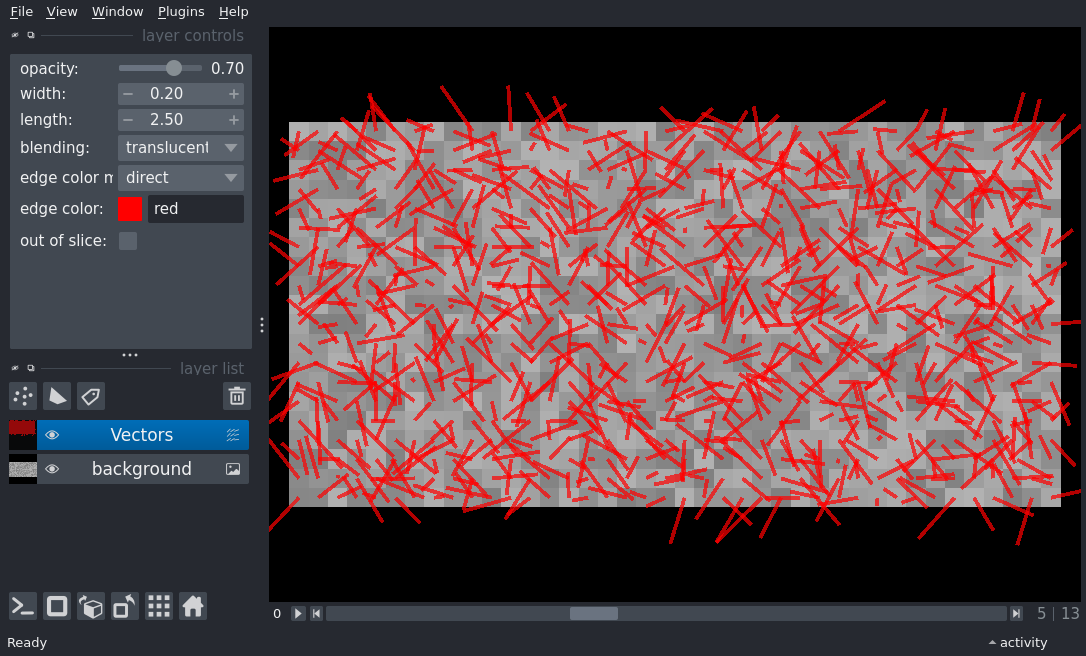 File View Window Plugins Help
layer controls
opacity: 0.70
width: 0.20
length: 2.50
blending: translucent
edge color m direct
edge color: red
out of slice:
layer list
Vectors
background
0 5 13
Ready activity